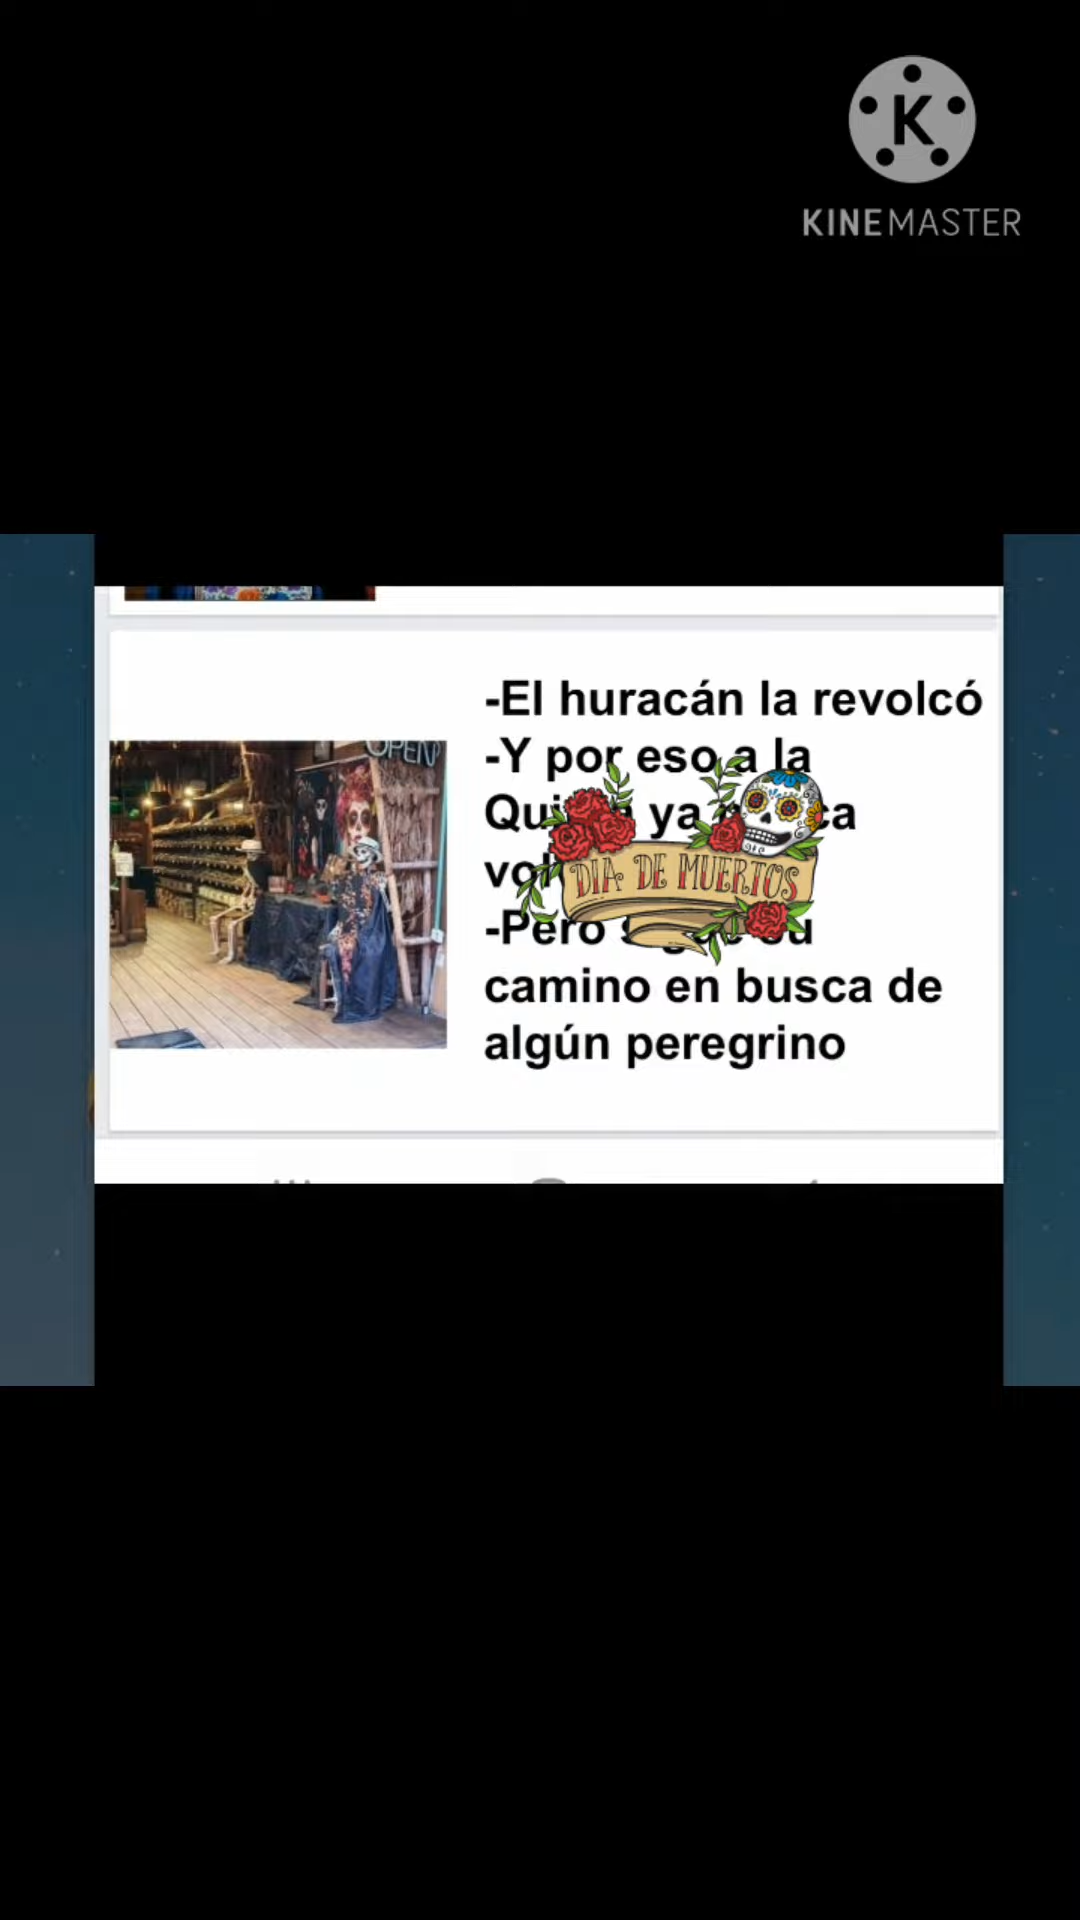 K
KINEMASTER
OPEN
-El huracán la revolcó
-Y por eso a la
ya
DIA DE MUERTOS
-Pero su
camino en busca de
algún peregrino